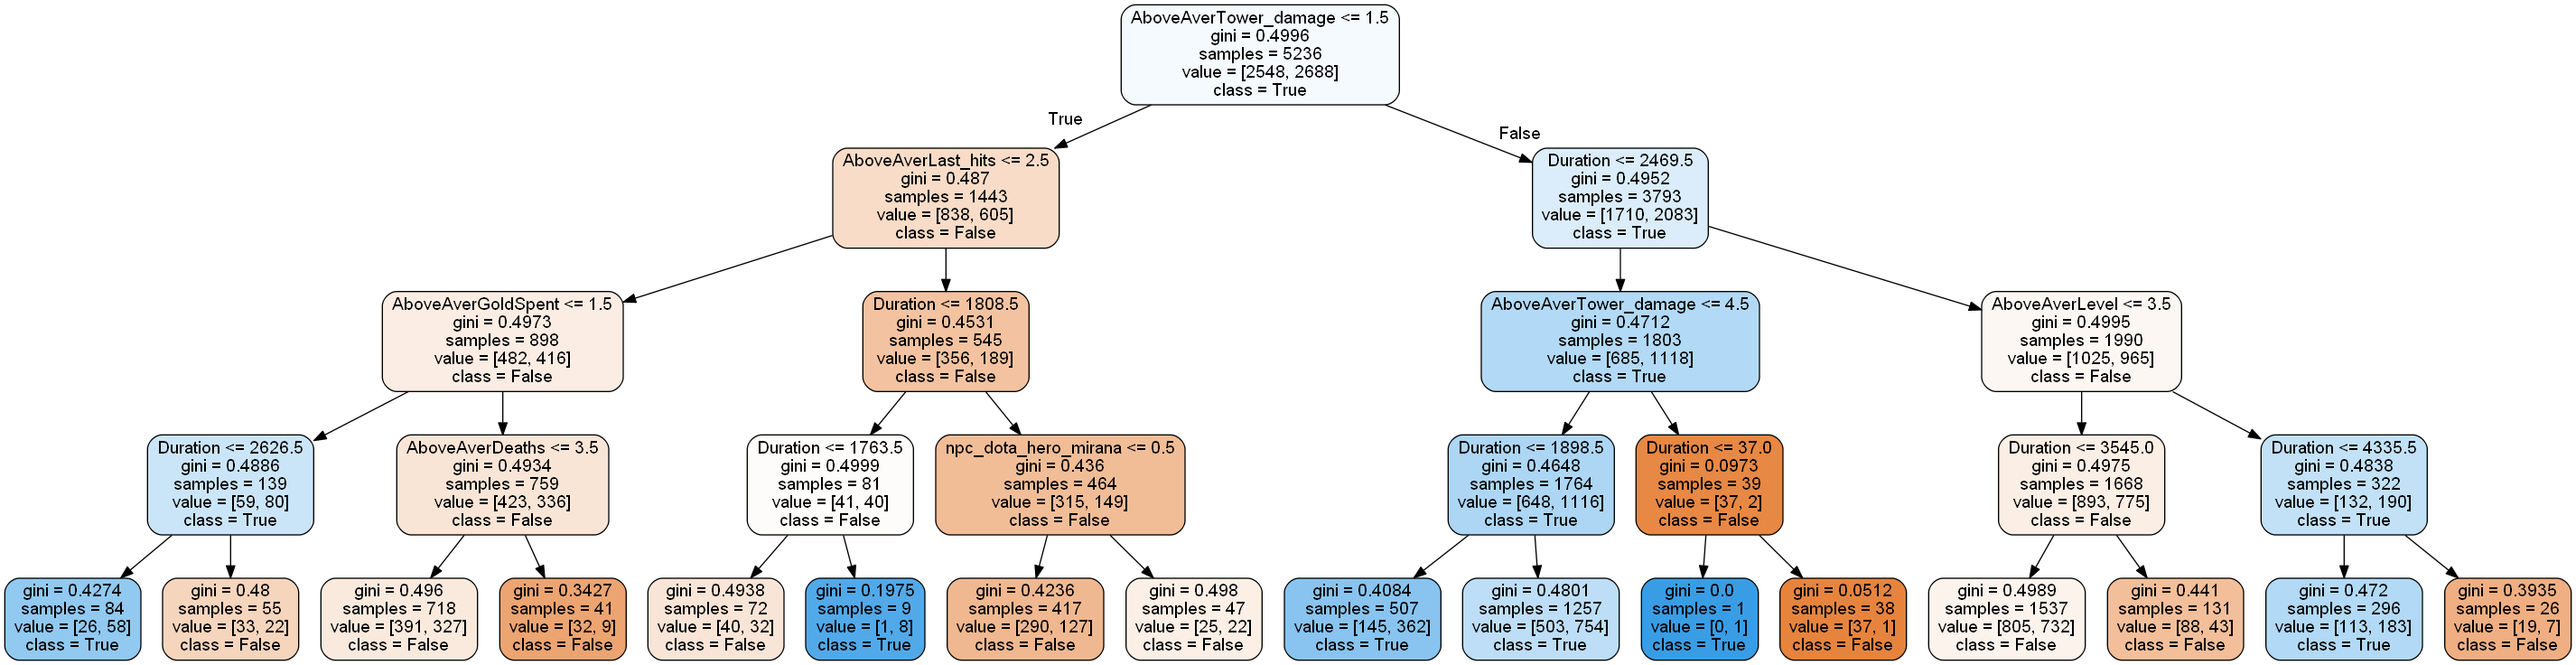 AboveAverTower_damage <= 1.5
gini = 0.4996
samples = 5236
value = [2548, 2688]
class = True
True
False
AboveAverLast_hits <= 2.5
gini = 0.487
samples = 1443
value = [838, 605]
class = False
Duration <= 2469.5
gini = 0.4952
samples = 3793
value = [1710, 2083]
class = True
AboveAverGoldSpent <= 1.5
gini = 0.4973
samples = 898
value = [482, 416]
class = False
Duration <= 1808.5
gini = 0.4531
samples = 545
value = [356, 189]
class = False
AboveAverTower_damage <= 4.5
gini = 0.4712
samples = 1803
value = [685, 1118]
class = True
AboveAverLevel <= 3.5
gini = 0.4995
samples = 1990
value = [1025, 965]
class = False
Duration <= 2626.5
gini = 0.4886
samples = 139
value = [59, 80]
class = True
AboveAverDeaths <= 3.5
gini = 0.4934
samples = 759
value = [423, 336]
class = False
Duration <= 1763.5
gini = 0.4999
samples = 81
value = [41, 40]
class = False
npc_dota_hero_mirana <= 0.5
gini = 0.436
samples = 464
value = [315, 149]
class = False
Duration <= 1898.5
gini = 0.4648
samples = 1764
value = [648, 1116]
class = True
Duration <= 37.0
gini = 0.0973
samples = 39
value = [37, 2]
class = False
Duration <= 3545.0
gini = 0.4975
samples = 1668
value = [893, 775]
class = False
Duration <= 4335.5
gini = 0.4838
samples = 322
value = [132, 190]
class = True
gini = 0.4274
samples = 84
value = [26, 58]
class = True
gini = 0.48
samples = 55
value = [33, 22]
class = False
gini = 0.496
samples = 718
value = [391, 327]
class = False
gini = 0.3427
samples = 41
value = [32, 9]
class = False
gini = 0.4938
samples = 72
value = [40, 32]
class = False
gini = 0.1975
samples = 9
value = [1, 8]
class = True
gini = 0.4236
samples = 417
value = [290, 127]
class = False
gini = 0.498
samples = 47
value = [25, 22]
class = False
gini = 0.4084
samples = 507
value = [145, 362]
class = True
gini = 0.4801
samples = 1257
value = [503, 754]
class = True
gini = 0.0
samples = 1
value = [0, 1]
class = True
gini = 0.0512
samples = 38
value = [37, 1]
class = False
gini = 0.4989
samples = 1537
value = [805, 732]
class = False
gini = 0.441
samples = 131
value = [88, 43]
class = False
gini = 0.472
samples = 296
value = [113, 183]
class = True
gini = 0.3935
samples = 26
value = [19, 7]
class = False